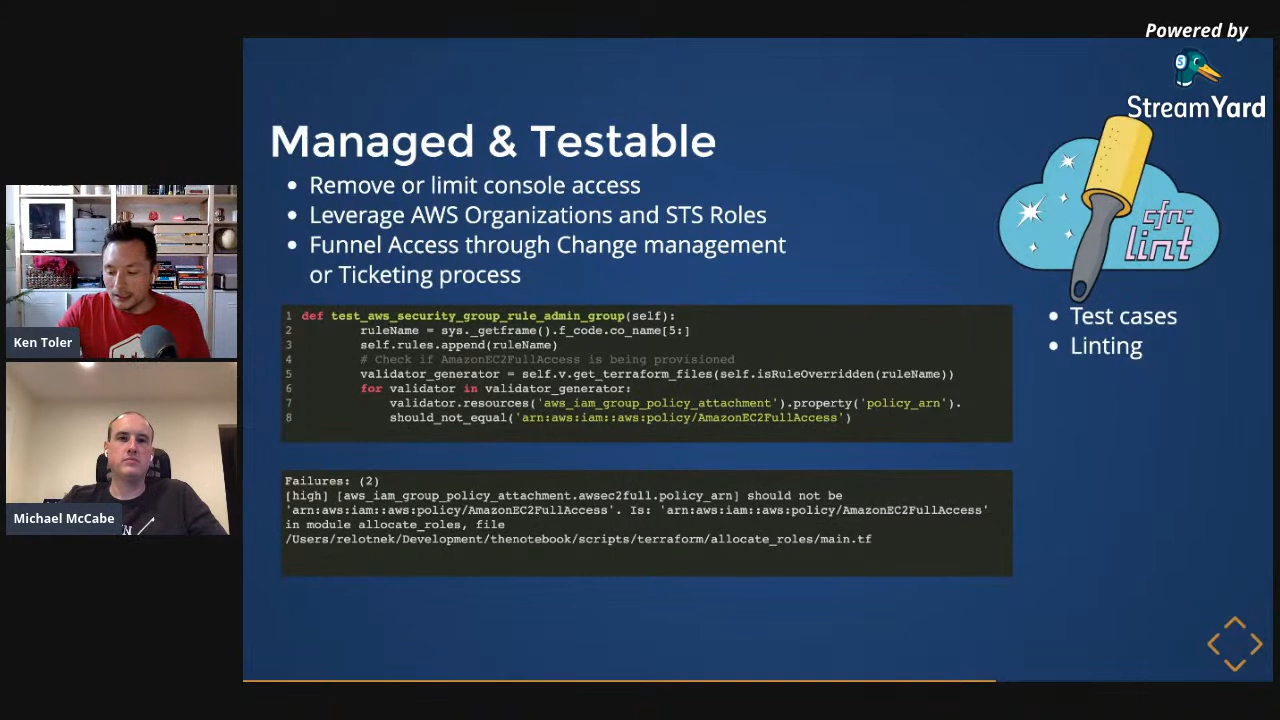 Powered by
StreamYard
Managed & Testable
• Remove or limit console access
• Leverage AWS Organizations and STS Roles
• Funnel Access through Change management
or Ticketing process
cfn-
lint
• Test cases
• Linting
1 def test_aws_security_group_rule_admin_group(self):
2 ruleName = sys._getframe().f_code.co_name[5:]
3 self.rules.append(ruleName)
4 # Check if AmazonEC2FullAccess is being provisioned
5 validator_generator = self.v.get_terraform_files(self.isRuleOverridden(ruleName))
6 for validator in validator_generator:
7 validator.resources('aws_iam_group_policy_attachment').property('policy_arn').
8 should_not_equal('arn:aws:iam::aws:policy/AmazonEC2FullAccess')
Failures: (2)
[high] [aws_iam_group_policy_attachment.awsec2full.policy_arn] should not be
'arn:aws:iam::aws:policy/AmazonEC2FullAccess'. Is: 'arn:aws:iam::aws:policy/AmazonEC2FullAccess'
in module allocate_roles, file
/Users/relotnek/Development/thenotebook/scripts/terraform/allocate_roles/main.tf
Ken Toler
Michael McCabe